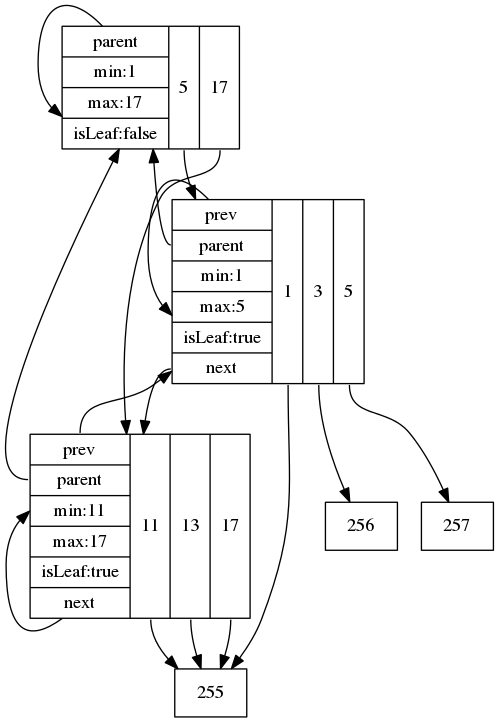 parent
min:1
max:17
isLeaf:false
5
17
prev
parent
min:1
max:5
isLeaf:true
next
1
3
5
prev
parent
min:11
max:17
isLeaf:true
next
11
13
17
256
257
255